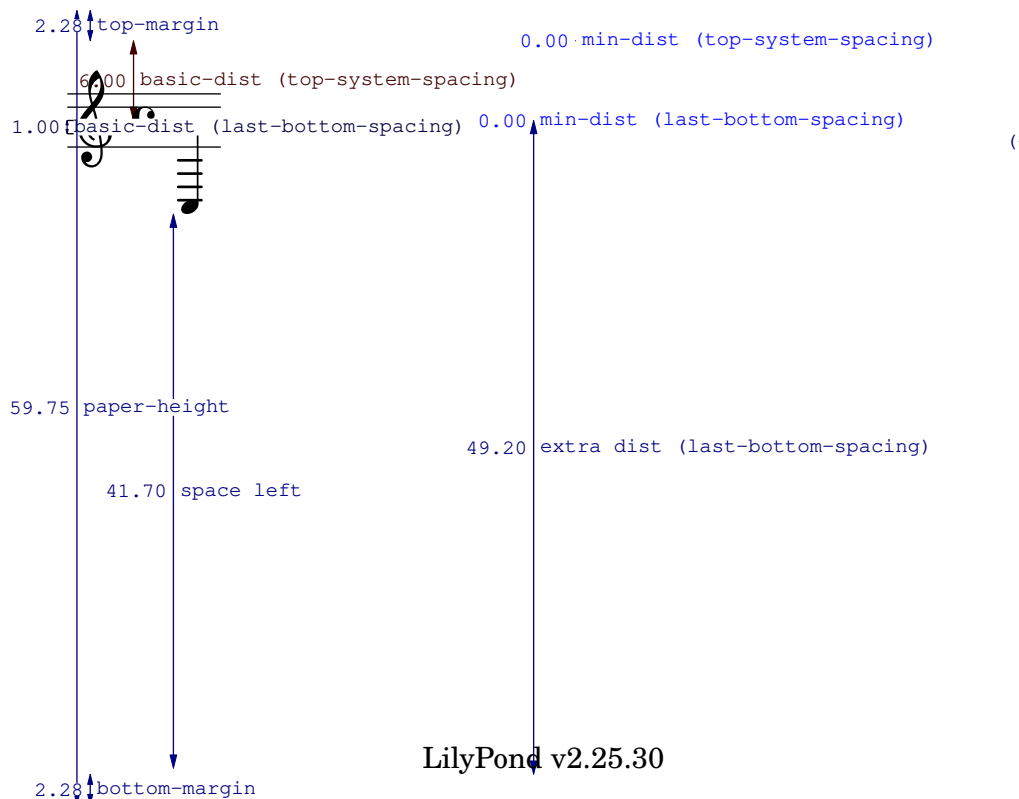 2.28 top-margin
0.00 min-dist (top-system-spacing)
6.00 basic-dist (top-system-spacing)
1.00 basic-dist (last-bottom-spacing)
0.00 min-dist (last-bottom-spacing)
(
59.75 paper-height
49.20 extra dist (last-bottom-spacing)
41.70 space left
LilyPond v2.25.30
2.28 bottom-margin